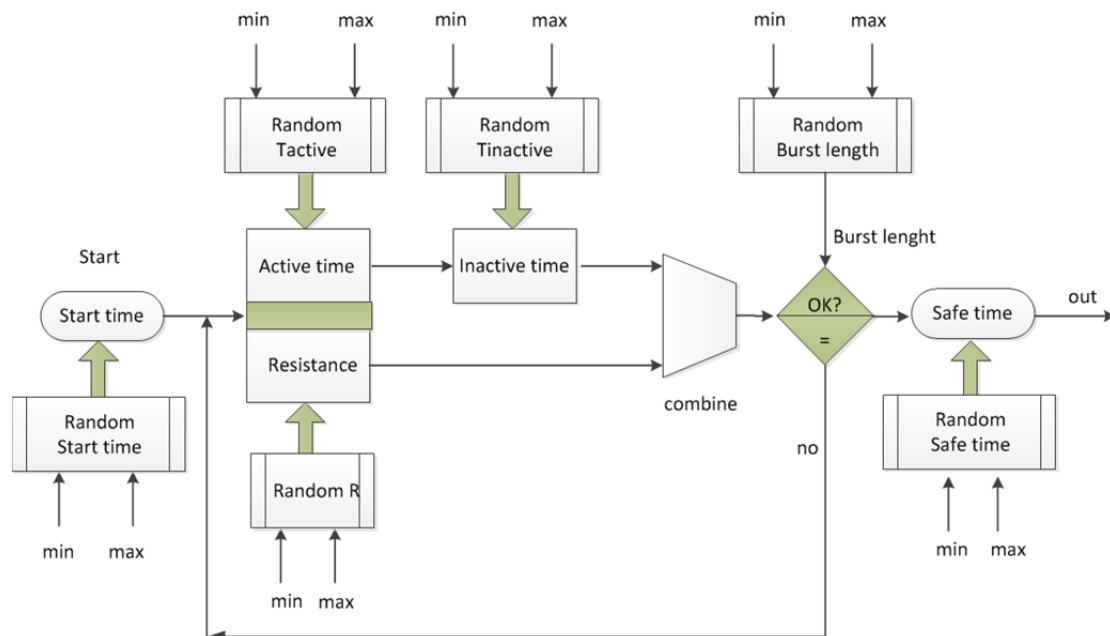 min
max
min
max
min
max
Random
Tactive
Random
Tinactive
Random
Burst length
Start
Burst lenght
Active time
Inactive time
Start time
OK?
=
Safe time
out
Resistance
combine
Random
Start time
no
Random
Safe time
Random R
min
max
min
max
min
max